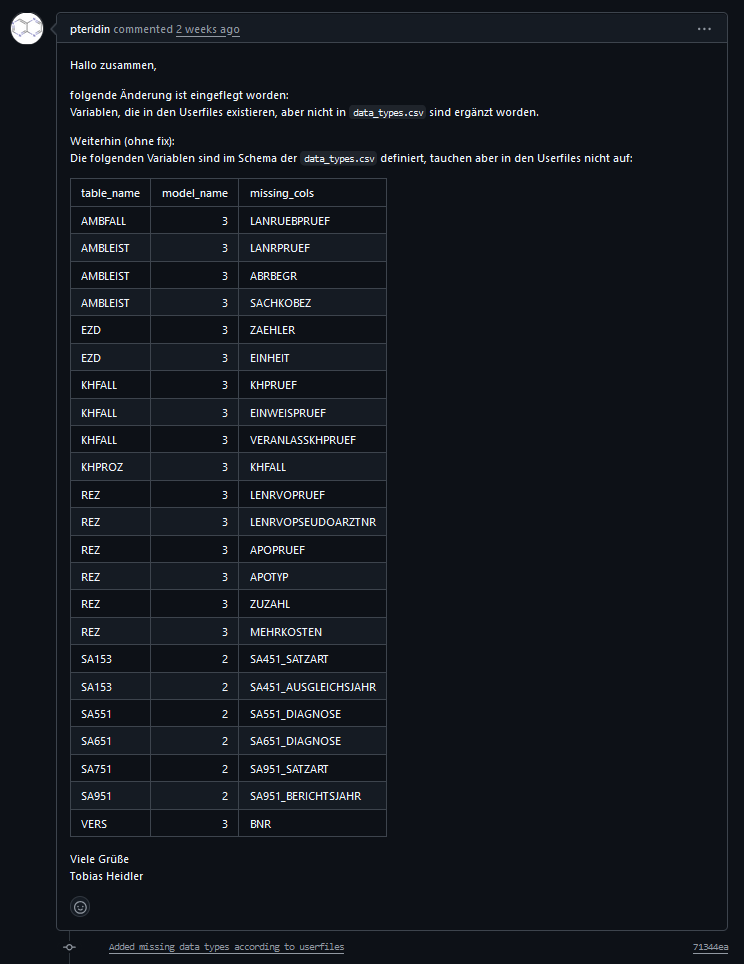 pteridin commented 2 weeks ago
Hallo zusammen,
folgende Änderung ist eingeflegt worden:
Variablen, die in den Userfiles existieren, aber nicht in data_types.csv sind ergänzt worden.
Weiterhin (ohne fix):
Die folgenden Variablen sind im Schema der data_types.csv definiert, tauchen aber in den Userfiles nicht auf:
table_name model_name missing_cols
AMBFALL 3 LANRUEBPRUEF
AMBLEIST 3 LANRPRUEF
AMBLEIST 3 ABRBEGR
AMBLEIST 3 SACHKOBEZ
EZD 3 ZAEHLER
EZD 3 EINHEIT
KHFALL 3 KHPRUEF
KHFALL 3 EINWEISPRUEF
KHFALL 3 VERANLASSKHPRUEF
KHPROZ 3 KHFALL
REZ 3 LENRVOPRUEF
REZ 3 LENRVOPSEUDOARZTNR
REZ 3 APOPRUEF
REZ 3 APOTYP
REZ 3 ZUZAHL
REZ 3 MEHRKOSTEN
SA153 2 SA451_SATZART
SA153 2 SA451_AUSGLEICHSJAHR
SA551 2 SA551_DIAGNOSE
SA651 2 SA651_DIAGNOSE
SA751 2 SA951_SATZART
SA951 2 SA951_BERICHTSJAHR
VERS 3 BNR
Viele Grüße
Tobias Heidler
Added missing data types according to userfiles 71344ea